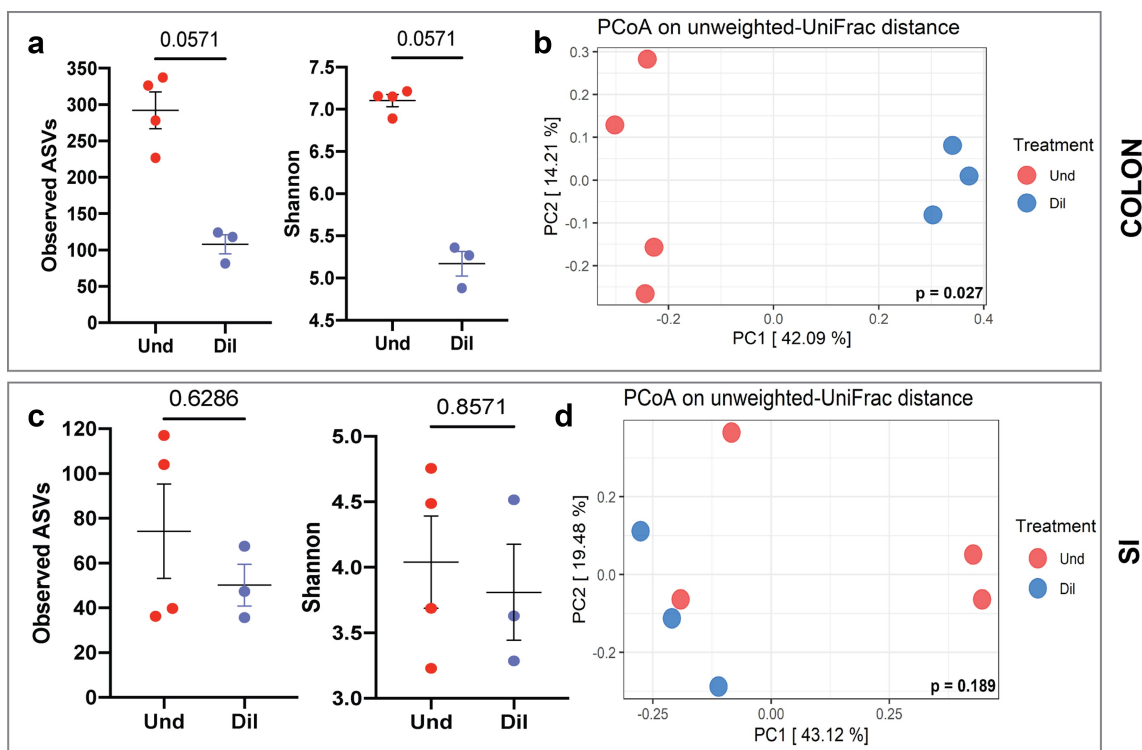 a
0.0571
Observed ASVs
350
300
250
200
150
100
50
0
Und
Dil
0.0571
Shannon
7.5
7.0
6.5
6.0
5.5
5.0
4.5
Und
Dil
b
PCoA on unweighted-UniFrac distance
PC2 [ 14.21 %]
0.3
0.2
0.1
0.0
-0.1
-0.2
-0.2
0.0
0.2
0.4
PC1 [ 42.09 %]
p = 0.027
Treatment
Und
Dil
COLON
c
0.6286
Observed ASVs
120
100
80
60
40
20
0
Und
Dil
0.8571
Shannon
5.0
4.5
4.0
3.5
3.0
Und
Dil
d
PCoA on unweighted-UniFrac distance
PC2 [ 19.48 %]
0.2
0.0
-0.2
-0.25
0.00
0.25
PC1 [ 43.12 %]
p = 0.189
Treatment
Und
Dil
SI